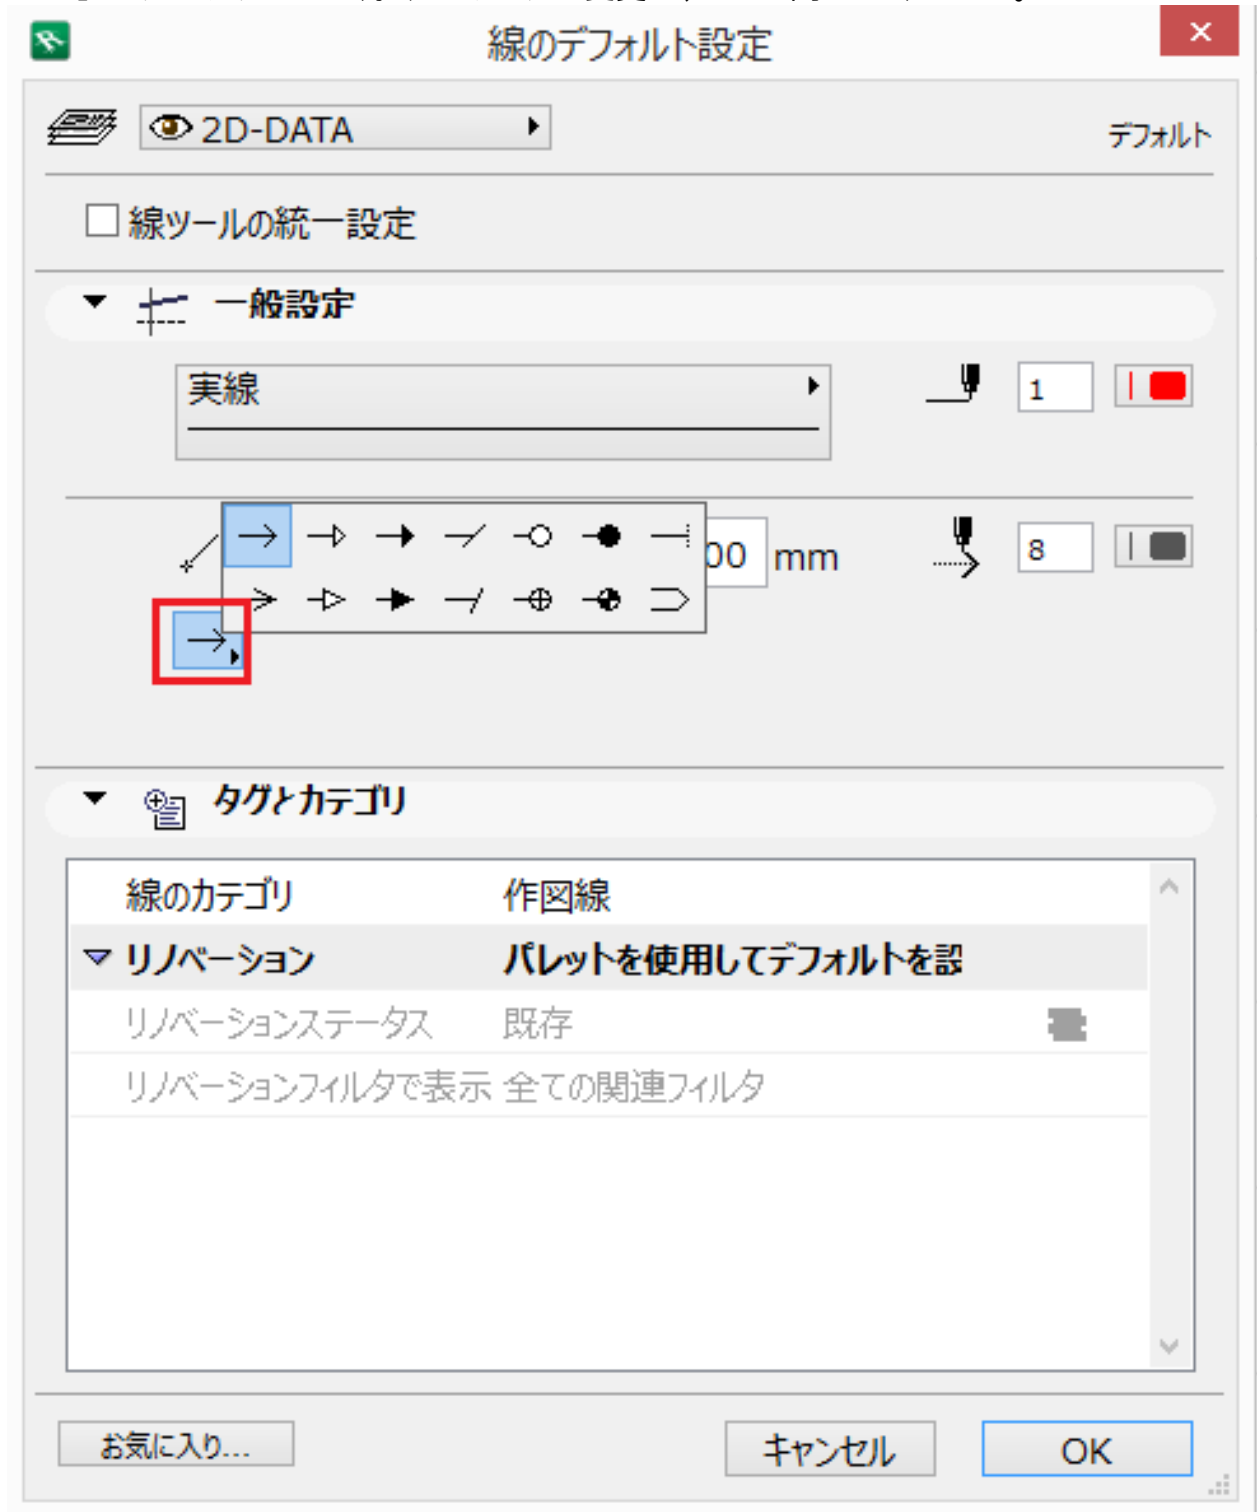 線のデフォルト設定
2D-DATA
デフォルト
線ツールの統一設定
一般設定
実線
1
00 mm
8
タグとカテゴリ
線のカテゴリ 作図線
リノベーション パレットを使用してデフォルトを設
リノベーションステータス 既存
リノベーションフィルタで表示 全ての関連フィルタ
お気に入り...
キャンセル
OK